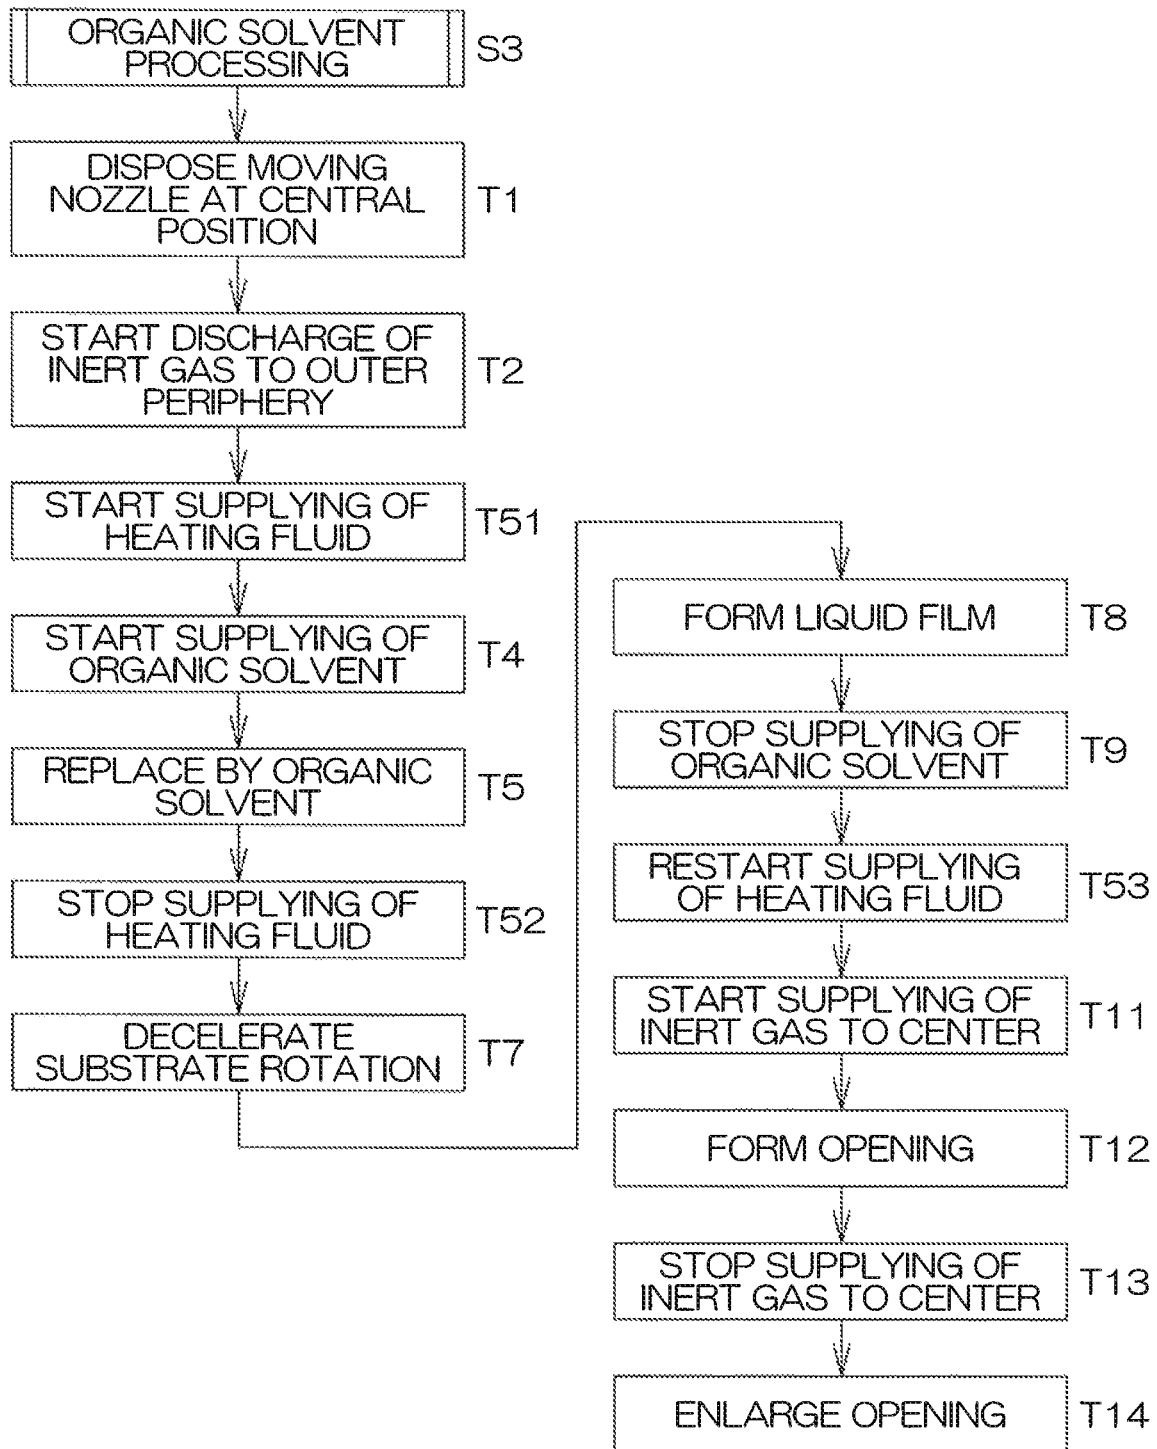 ORGANIC SOLVENT
PROCESSING
S3
DISPOSE MOVING
NOZZLE AT CENTRAL
POSITION
T1
START DISCHARGE OF
INERT GAS TO OUTER
PERIPHERY
T2
START SUPPLYING OF
HEATING FLUID
T51
START SUPPLYING OF
ORGANIC SOLVENT
T4
REPLACE BY ORGANIC
SOLVENT
T5
STOP SUPPLYING OF
HEATING FLUID
T52
DECELERATE
SUBSTRATE ROTATION
T7
FORM LIQUID FILM
T8
STOP SUPPLYING OF
ORGANIC SOLVENT
T9
RESTART SUPPLYING
OF HEATING FLUID
T53
START SUPPLYING OF
INERT GAS TO CENTER
T11
FORM OPENING
T12
STOP SUPPLYING OF
INERT GAS TO CENTER
T13
ENLARGE OPENING
T14